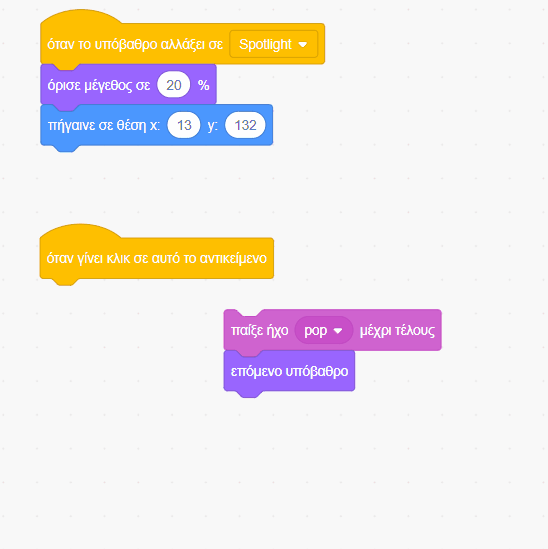 όταν το υπόβαθρο αλλάξει σε Spotlight
όρισε μέγεθος σε 20 %
πήγαινε σε θέση x: 13 y: 132
όταν γίνει κλικ σε αυτό το αντικείμενο
παίξε ήχο pop μέχρι τέλους
επόμενο υπόβαθρο